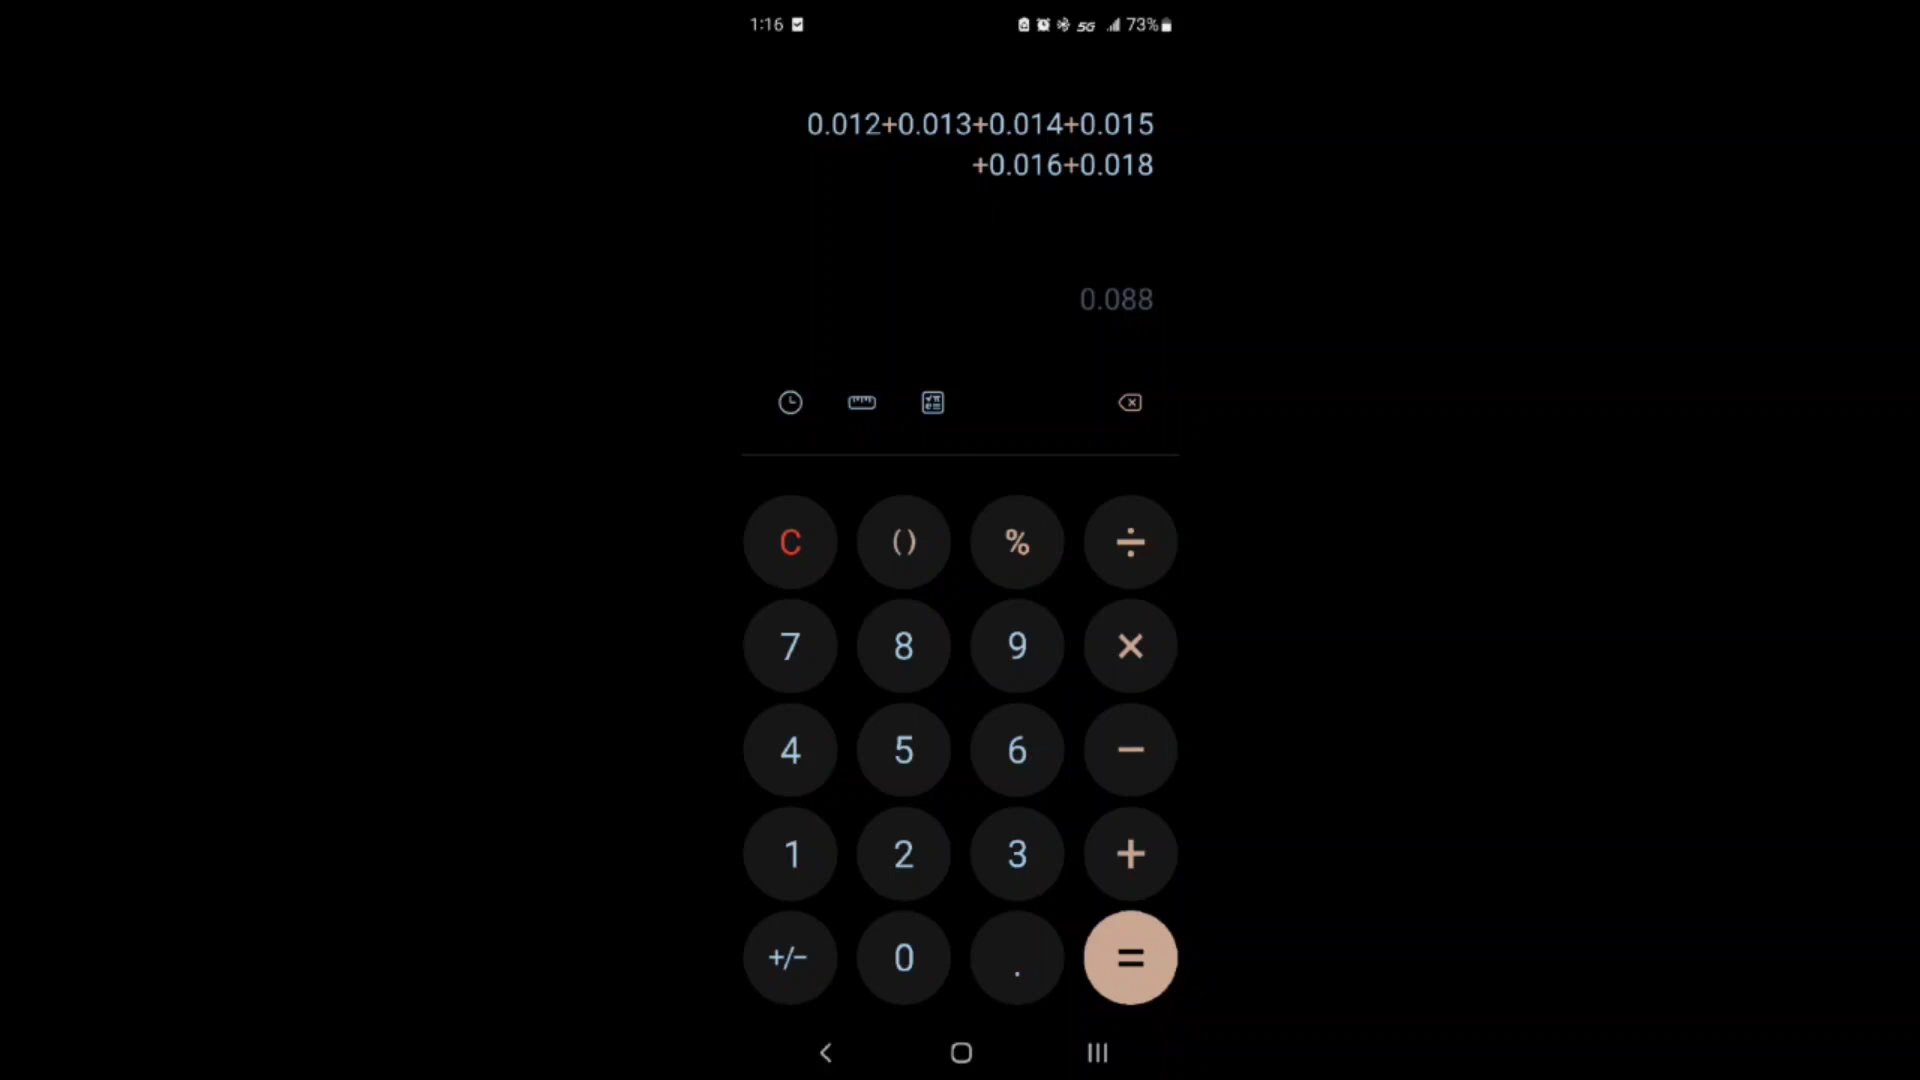 1:16 5G 73%
0.012+0.013+0.014+0.015
+0.016+0.018
0.088
C () % ÷
7 8 9 ×
4 5 6 −
1 2 3 +
+/− 0 . =